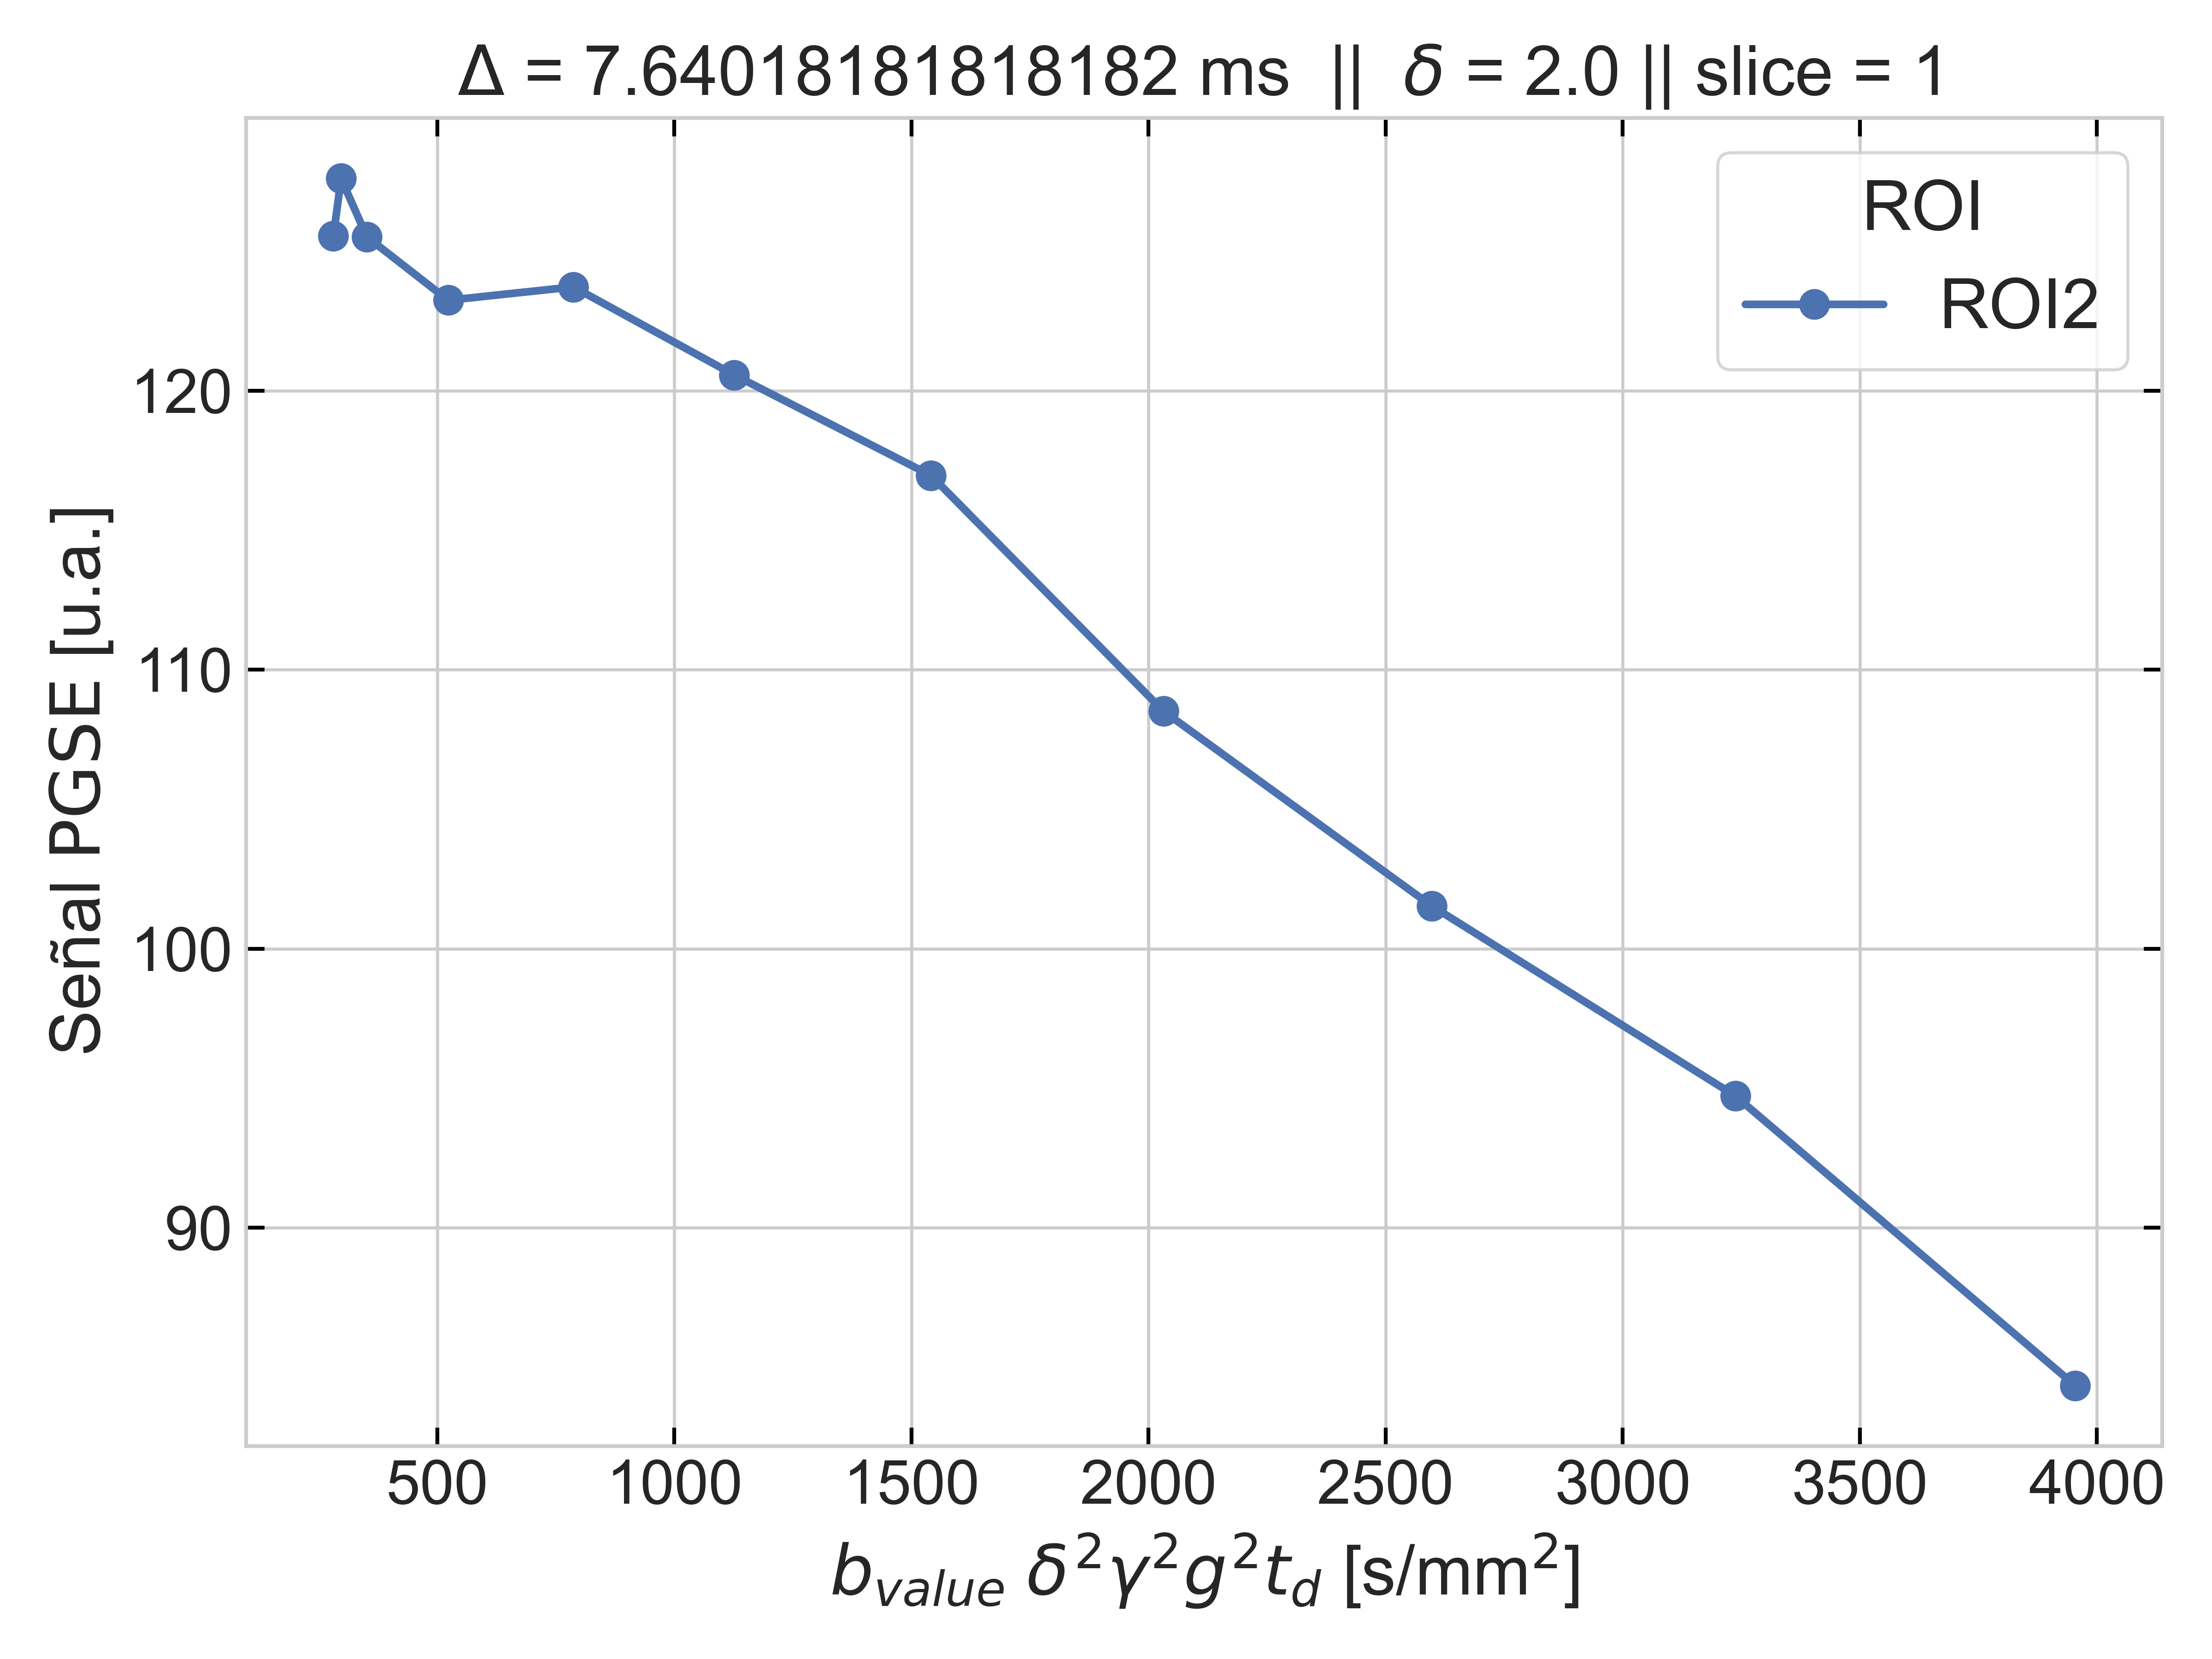 Δ = 7.640181818181812 ms || δ = 2.0 || slice = 1
ROI
ROI2
120
110
100
90
Señal PGSE [u.a.]
500 1000 1500 2000 2500 3000 3500 4000
b_value δ²γ²g²t_d [s/mm²]